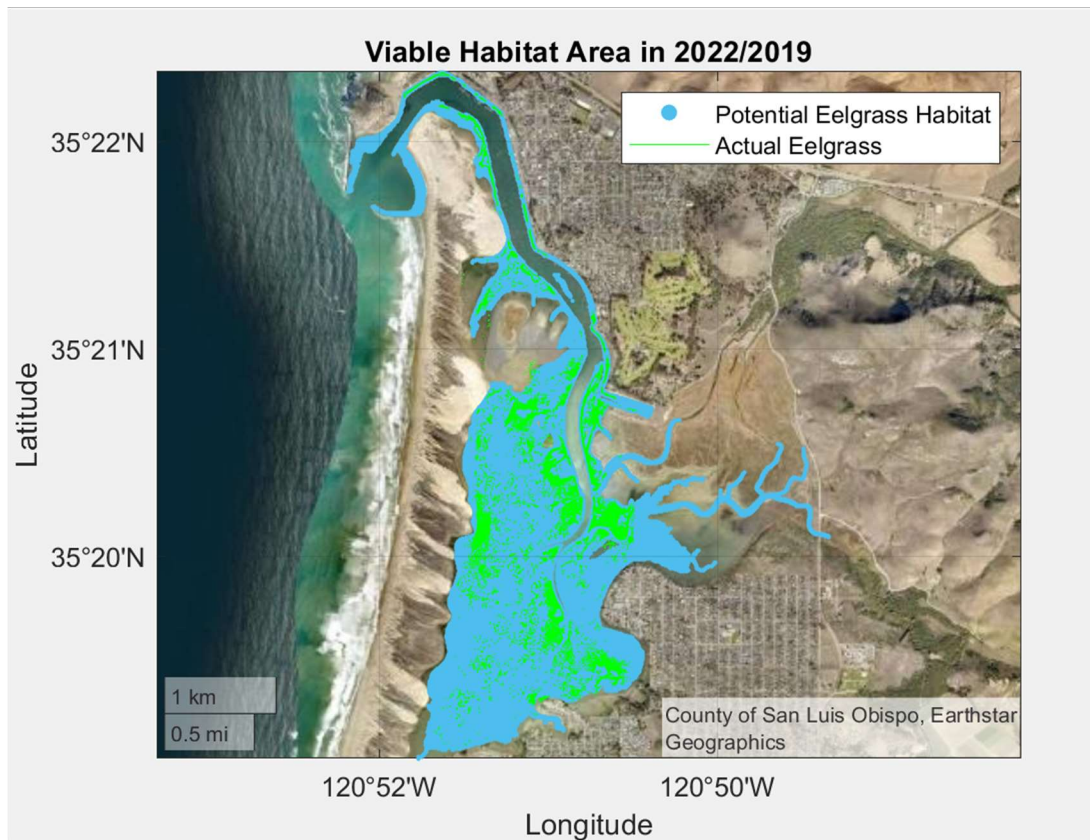 Viable Habitat Area in 2022/2019
Potential Eelgrass Habitat
Actual Eelgrass
35°22'N
35°21'N
35°20'N
Latitude
1 km
0.5 mi
County of San Luis Obispo, Earthstar
Geographics
120°52'W
120°50'W
Longitude